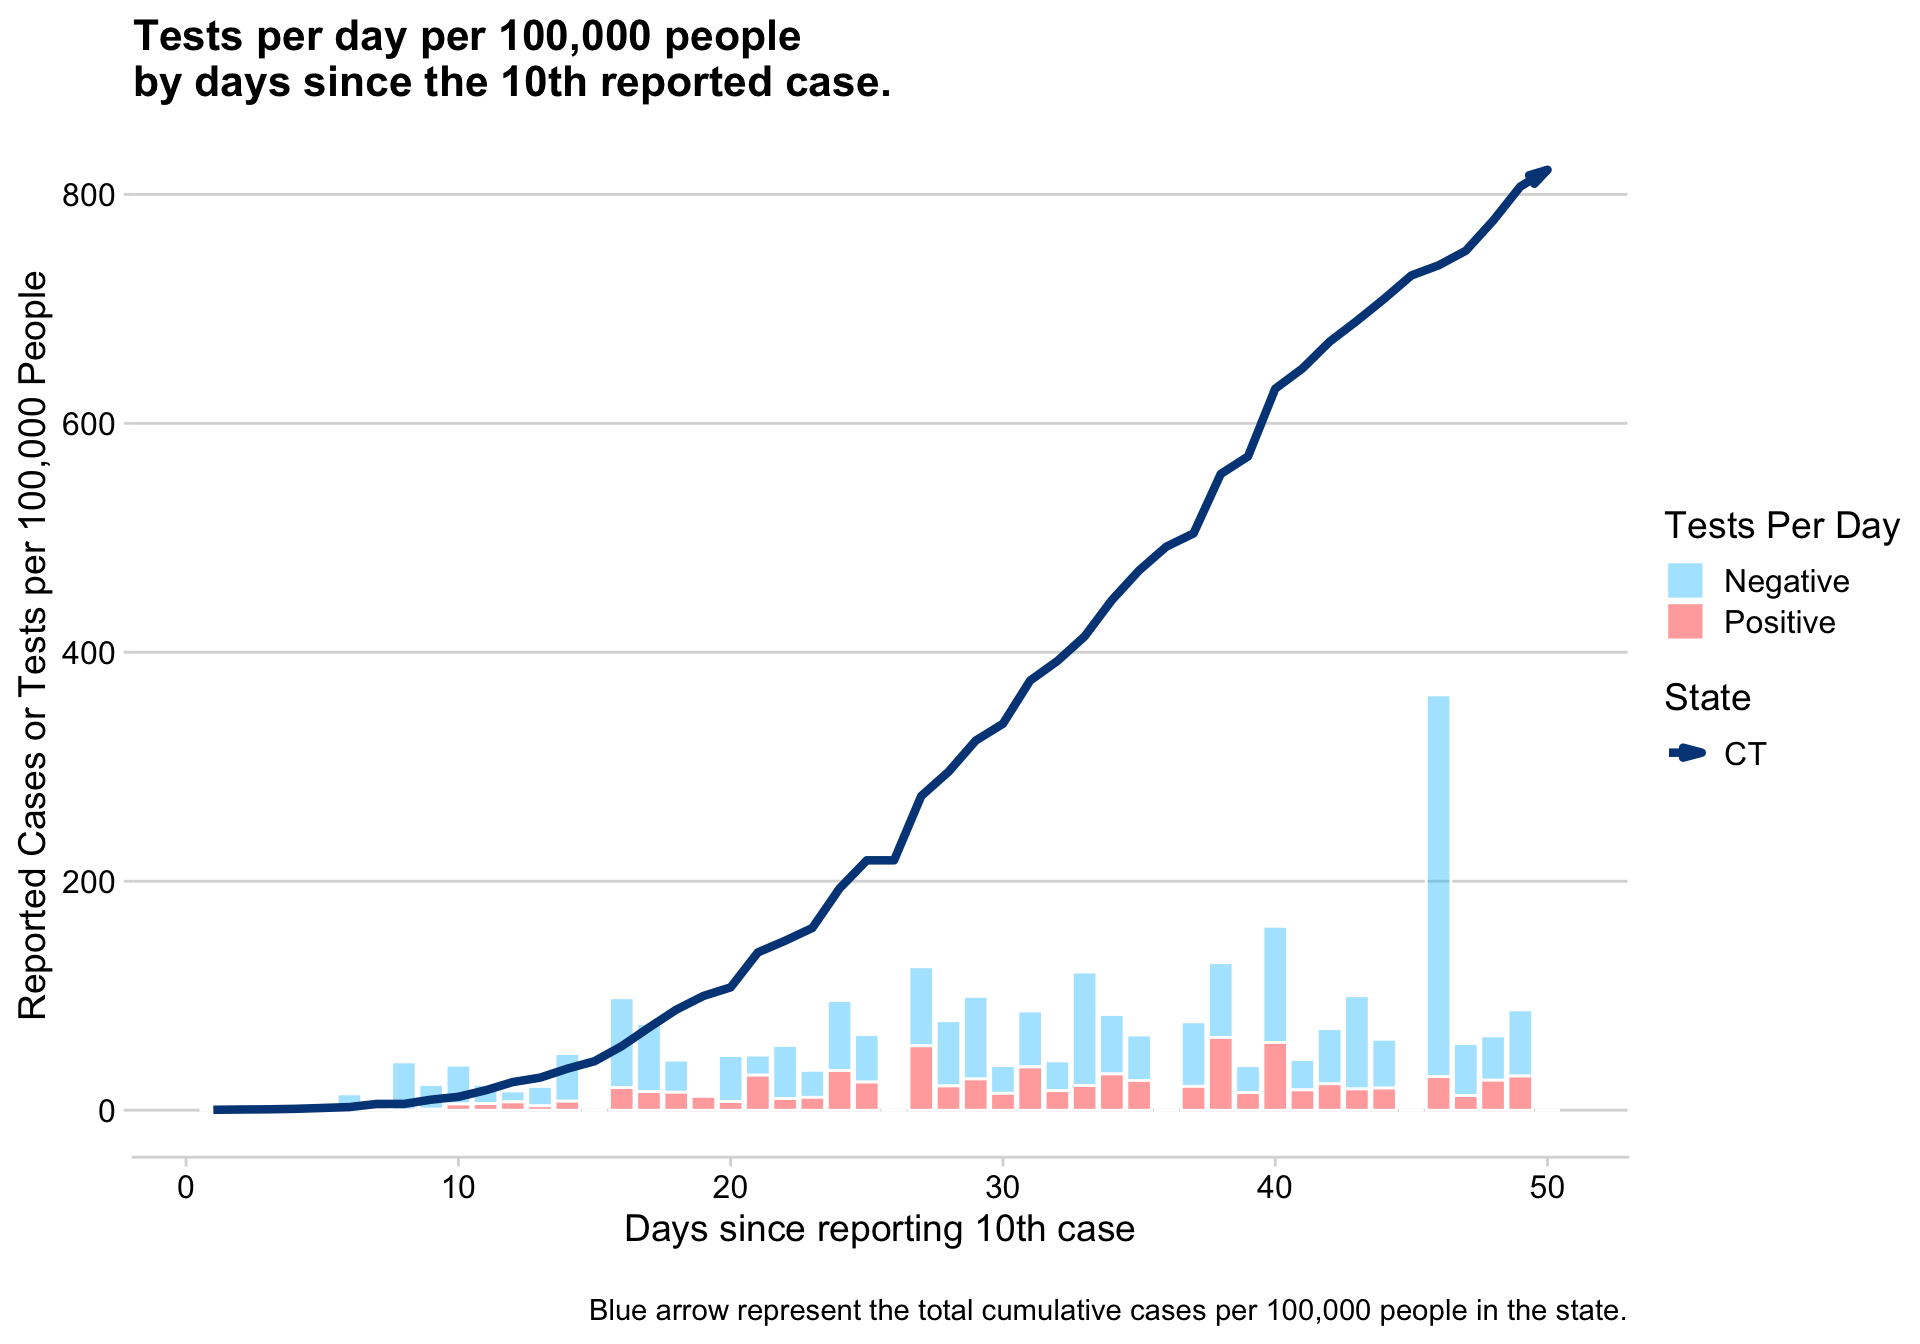 Tests per day per 100,000 people
by days since the 10th reported case.
Reported Cases or Tests per 100,000 People
800
600
400
200
0
0
10
20
30
40
50
Days since reporting 10th case
Tests Per Day
Negative
Positive
State
CT
Blue arrow represent the total cumulative cases per 100,000 people in the state.